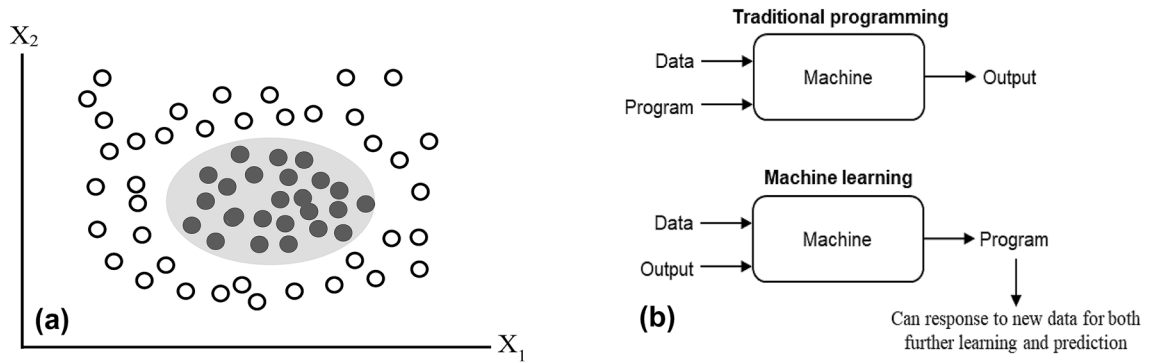 X2
(a)
X1
Traditional programming
Data
Program
Machine
Output
Machine learning
Data
Output
Machine
Program
(b)
Can response to new data for both
further learning and prediction